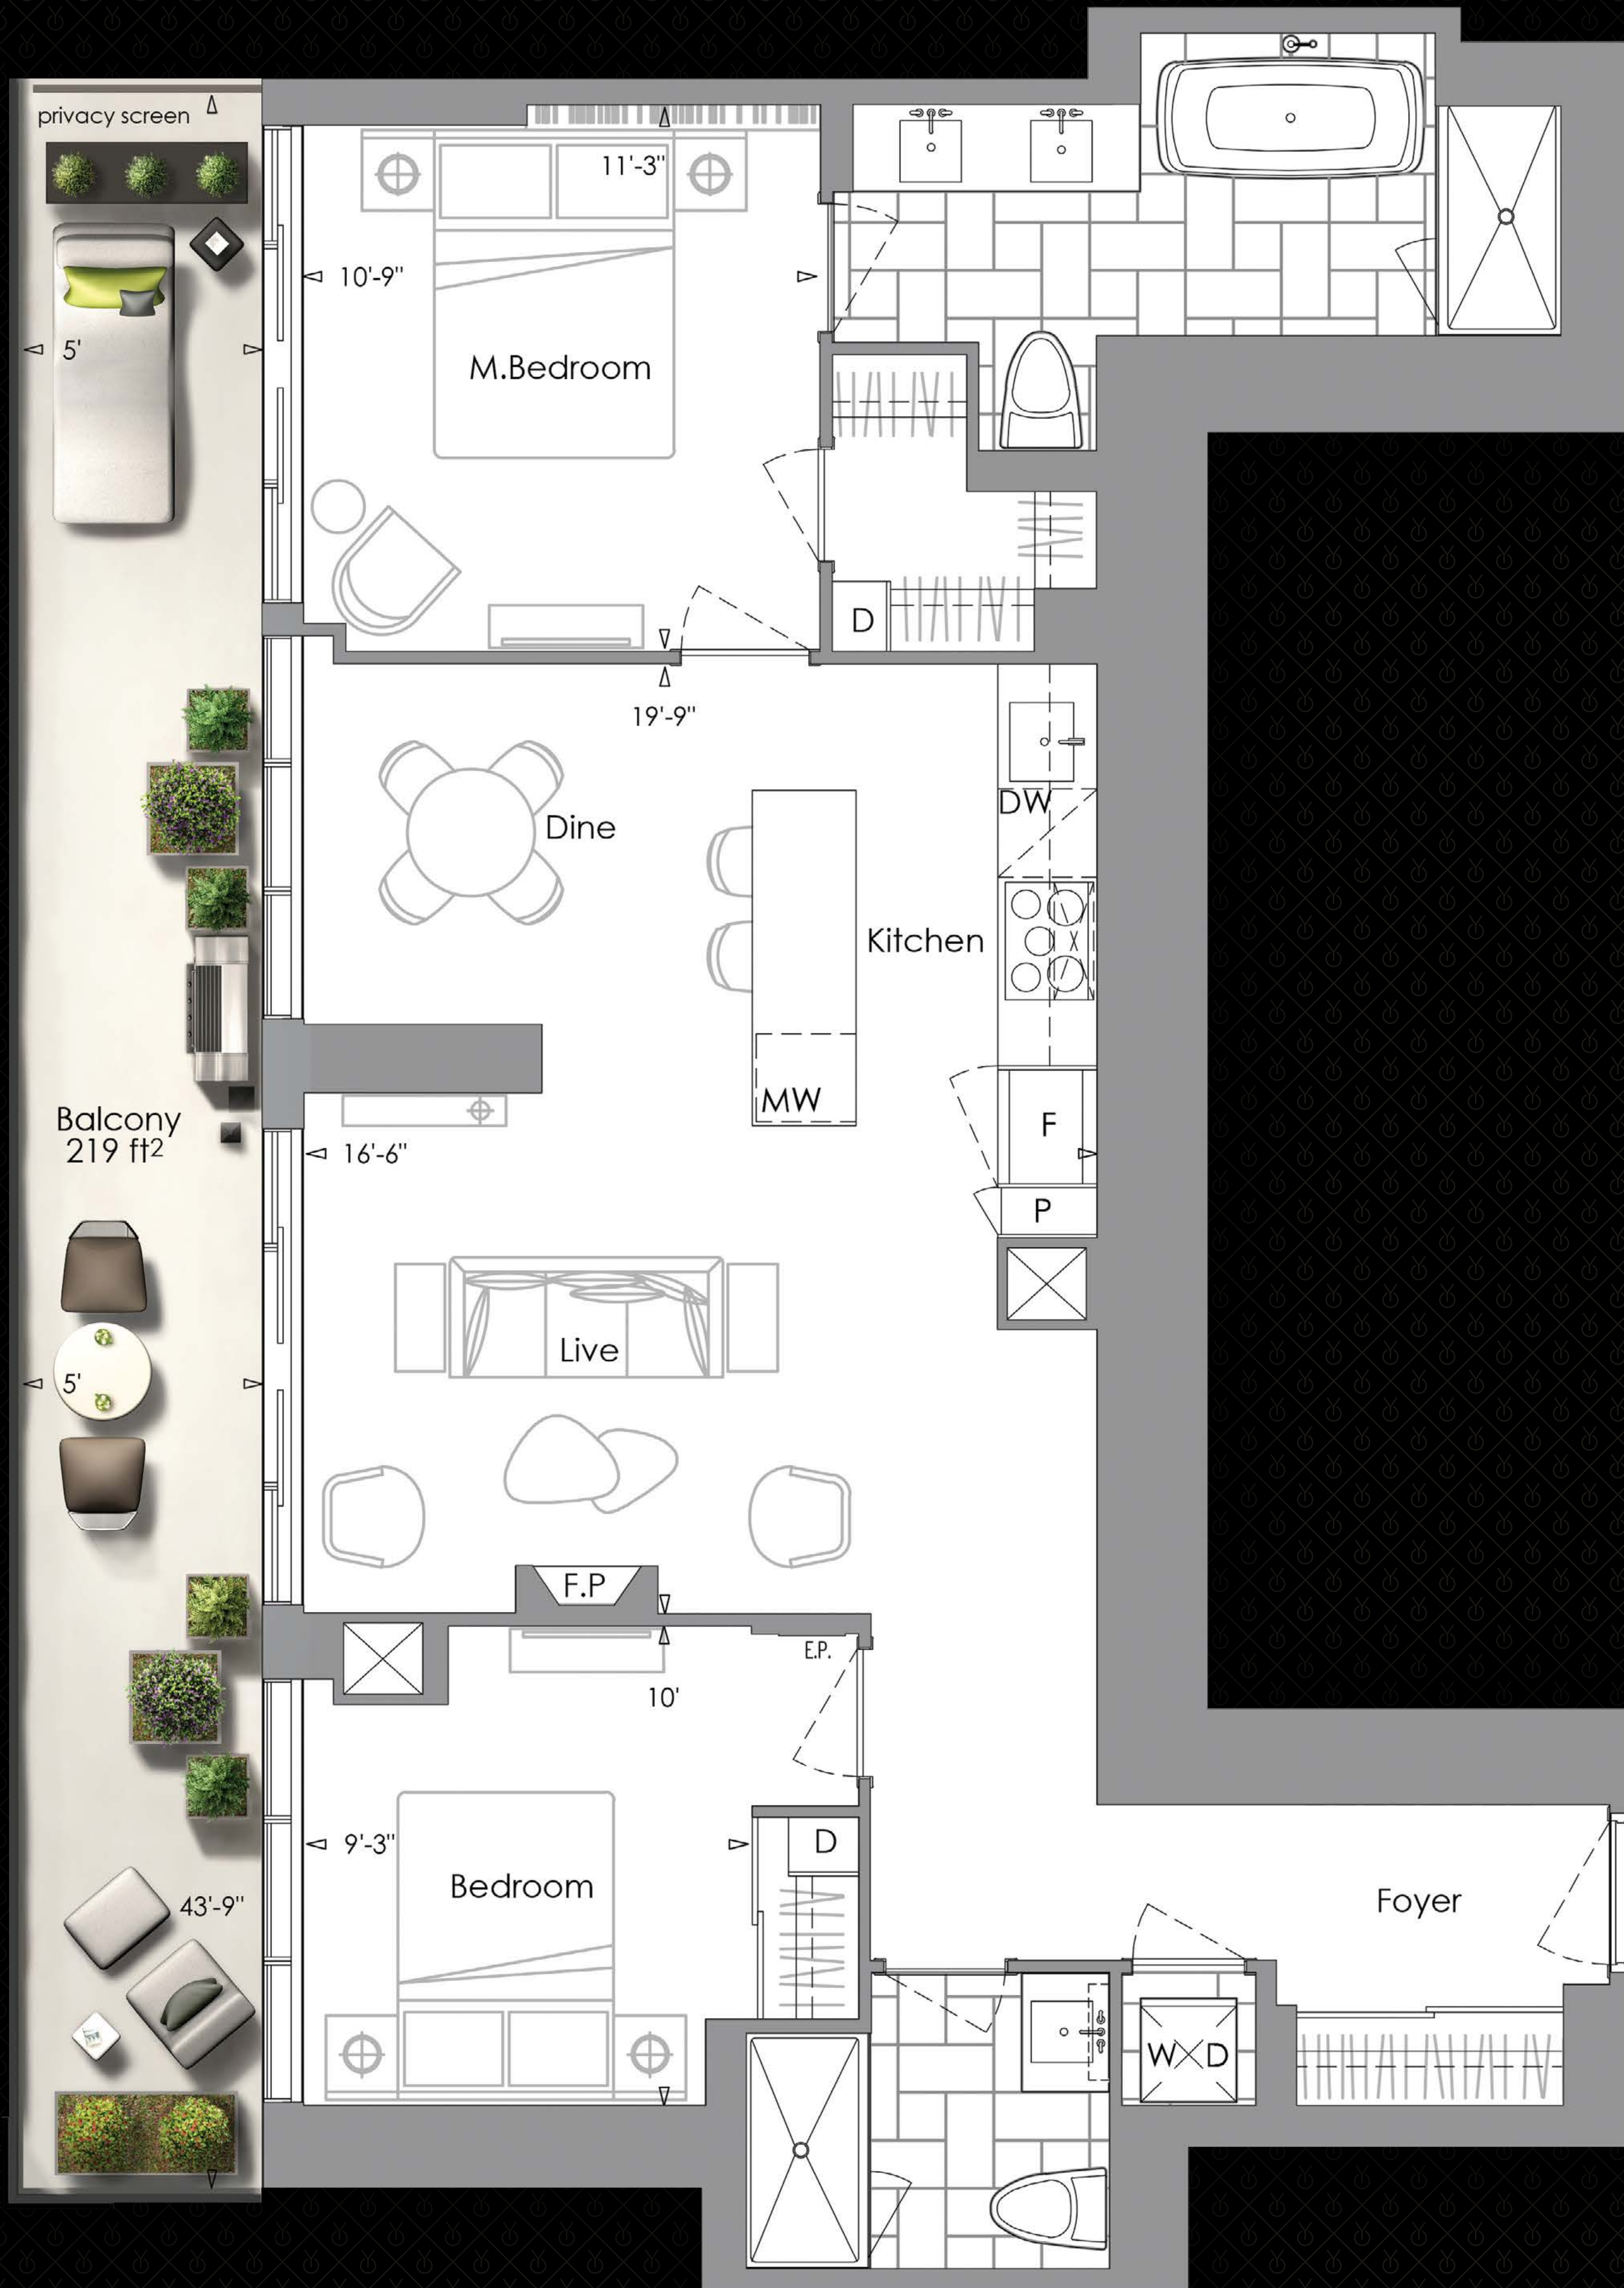 privacy screen
11'-3"
10'-9"
5'
M.Bedroom
D
19'-9"
DW
Dine
Kitchen
MW
F
Balcony
219 ft2
16'-6"
P
Live
5'
F.P
E.P.
10'
9'-3"
D
Bedroom
43'-9"
Foyer
W D